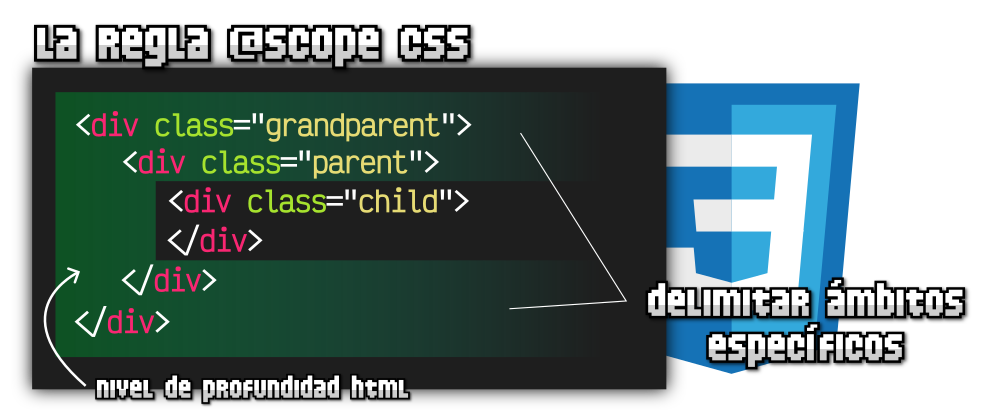 La Regla @scope CSS
<div class="grandparent">
<div class="parent">
<div class="child">
</div>
</div>
</div>
delimitar ámbitos
específicos
nivel de profundidad html